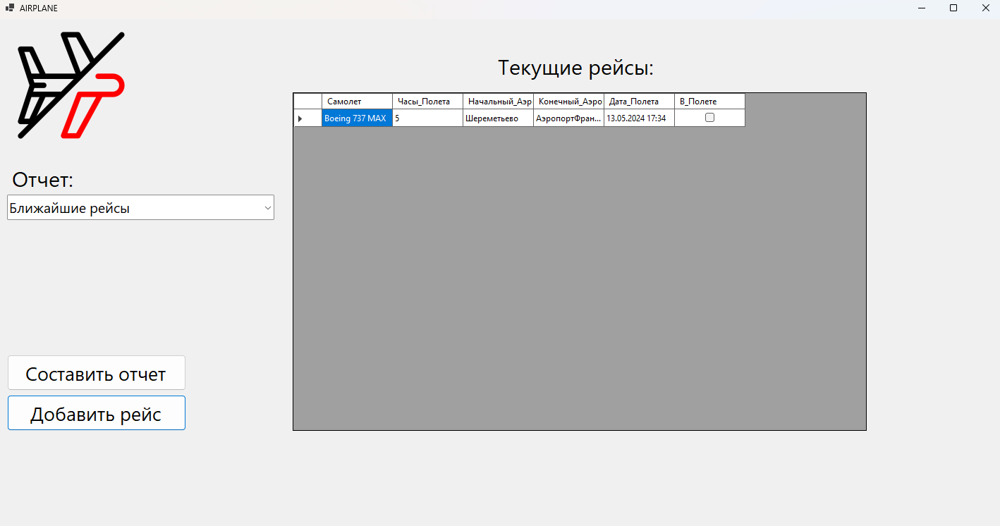 AIRPLANE
Текущие рейсы:
Самолет Часы_Полета Начальный_Аэр Конечный_Аэро Дата_Полета В_Полете
Boeing 737 MAX 5 Шереметьево АэропортФран... 13.05.2024 17:34
Отчет:
Ближайшие рейсы
Составить отчет
Добавить рейс